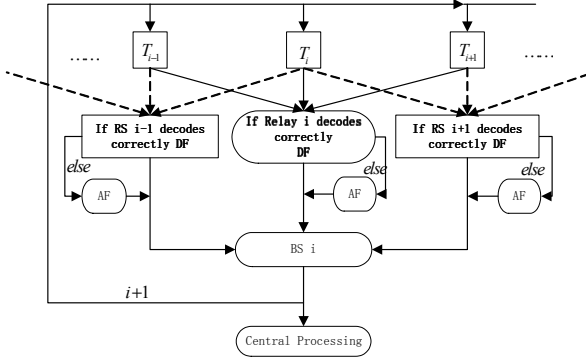 T_{i-1}
T_i
T_{i+1}
......
......
If RS i-1 decodes
correctly DF
If Relay i decodes
correctly
DF
If RS i+1 decodes
correctly DF
else
else
else
AF
AF
AF
BS i
i+1
Central Processing